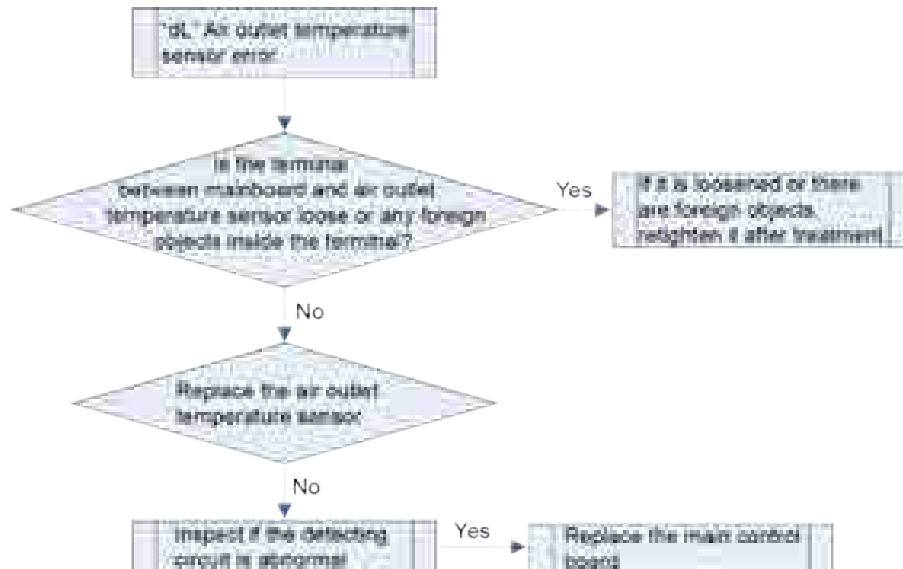 "dL" Air outlet temperature
sensor error
Is the terminal
between mainboard and air outlet
temperature sensor loose or any foreign
objects inside the terminal?
Yes
If it is loosened or there
are foreign objects,
retighten it after treatment
No
Replace the air outlet
temperature sensor
No
Inspect if the detecting
circuit is abnormal
Yes
Replace the main control
board